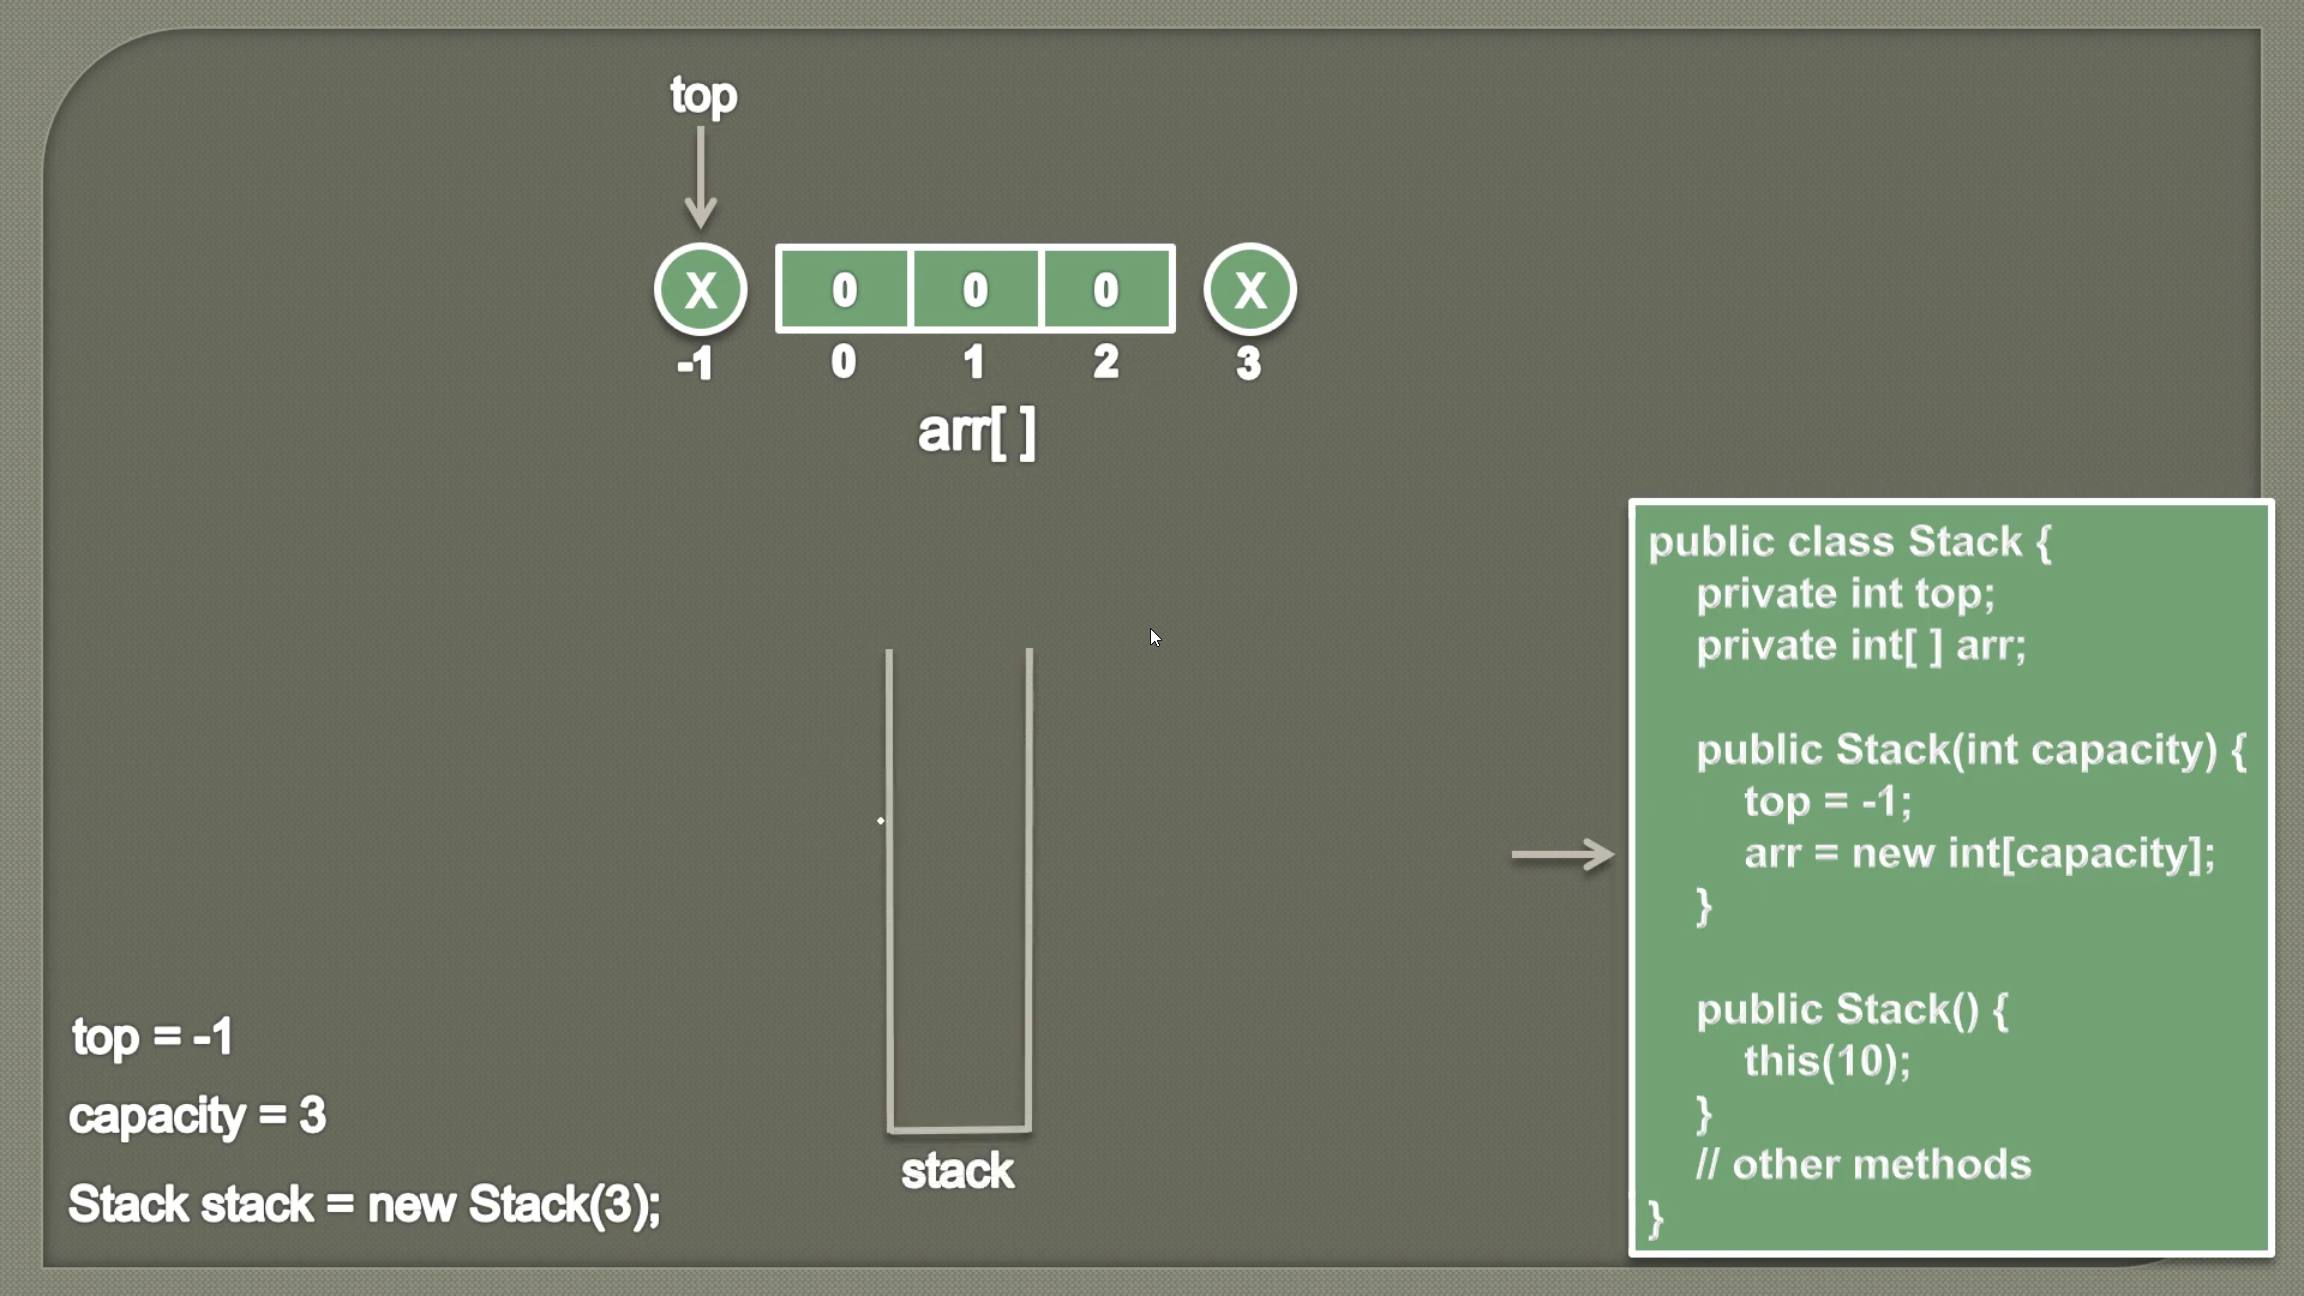 top
X 0 0 0 X
-1 0 1 2 3
arr[ ]
public class Stack {
private int top;
private int[ ] arr;
public Stack(int capacity) {
top = -1;
arr = new int[capacity];
}
public Stack() {
this(10);
}
// other methods
}
stack
top = -1
capacity = 3
Stack stack = new Stack(3);